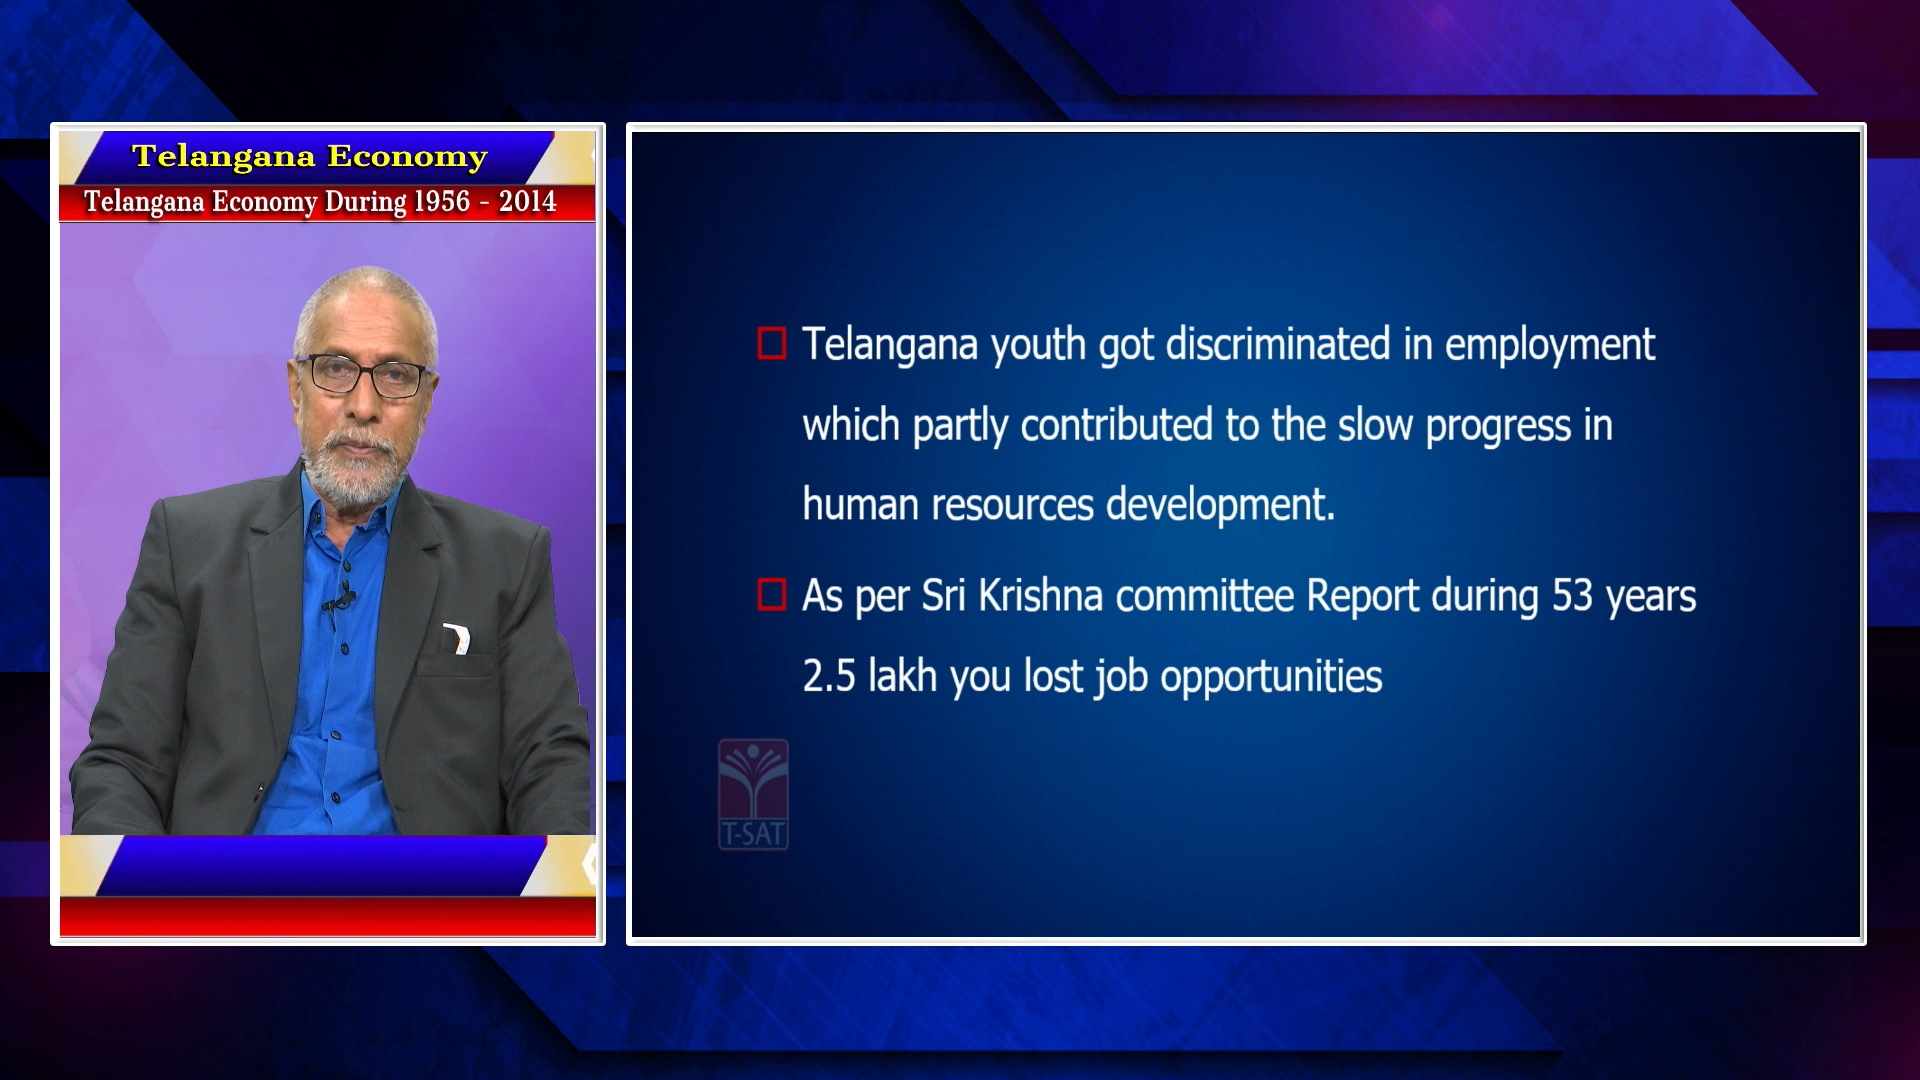 Telangana Economy
Telangana Economy During 1956 - 2014
Telangana youth got discriminated in employment
which partly contributed to the slow progress in
human resources development.
As per Sri Krishna committee Report during 53 years
2.5 lakh you lost job opportunities
T-SAT